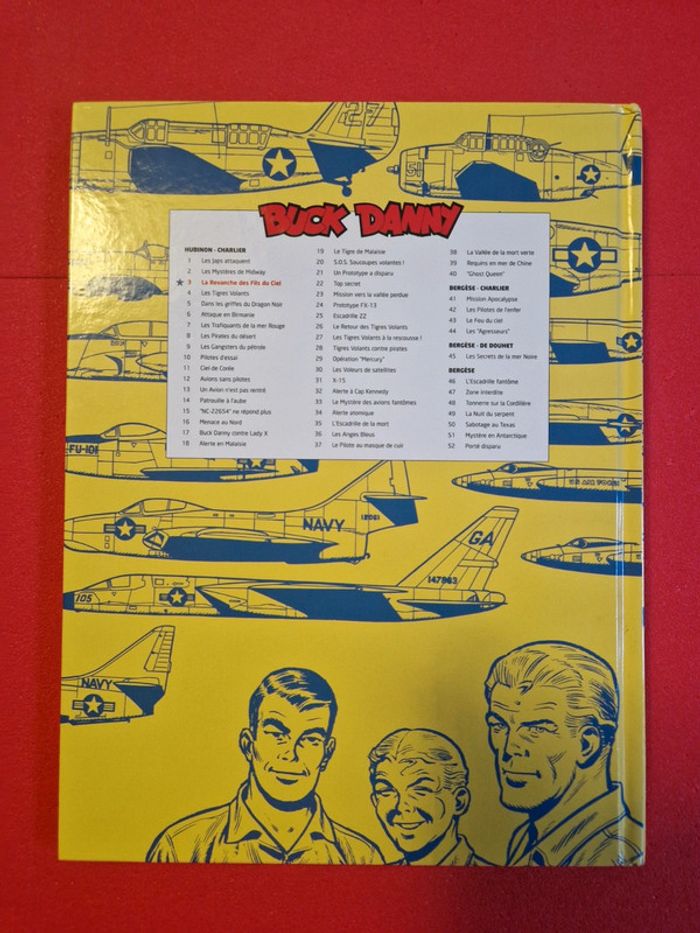 27
51
BUCK DANNY
HUBINON - CHARLIER
1 Les Japs attaquent
2 Les Mystères de Midway
★ 3 La Revanche des Fils du Ciel
4 Les Tigres Volants
5 Dans les griffes du Dragon Noir
6 Attaque en Birmanie
7 Les Trafiquants de la mer Rouge
8 Les Pirates du désert
9 Les Gangsters du pétrole
10 Pilotes d'essai
11 Ciel de Corée
12 Avions sans pilotes
13 Un Avion n'est pas rentré
14 Patrouille à l'aube
15 "NC-22654" ne répond plus
16 Menace au Nord
17 Buck Danny contre Lady X
18 Alerte en Malaisie
19 Le Tigre de Malaisie
20 S.O.S. Soucoupes volantes !
21 Un Prototype a disparu
22 Top secret
23 Mission vers la vallée perdue
24 Prototype FX-13
25 Escadrille ZZ
26 Le Retour des Tigres Volants
27 Les Tigres Volants à la rescousse !
28 Tigres Volants contre pirates
29 Opération "Mercury"
30 Les Voleurs de satellites
31 X-15
32 Alerte à Cap Kennedy
33 Le Mystère des avions fantômes
34 Alerte atomique
35 L'Escadrille de la mort
36 Les Anges Bleus
37 Le Pilote au masque de cuir
38 La Vallée de la mort verte
39 Requins en mer de Chine
40 "Ghost Queen"
BERGÈSE - CHARLIER
41 Mission Apocalypse
42 Les Pilotes de l'enfer
43 Le Feu du ciel
44 Les "Agresseurs"
BERGÈSE - DE DOUHET
45 Les Secrets de la mer Noire
BERGÈSE
46 L'Escadrille fantôme
47 Zone interdite
48 Tonnerre sur la Cordillère
49 La Nuit du serpent
50 Sabotage au Texas
51 Mystère en Antarctique
52 Porté disparu
FU-101
US AIR FORCE
NAVY
GA
147863
105
NAVY